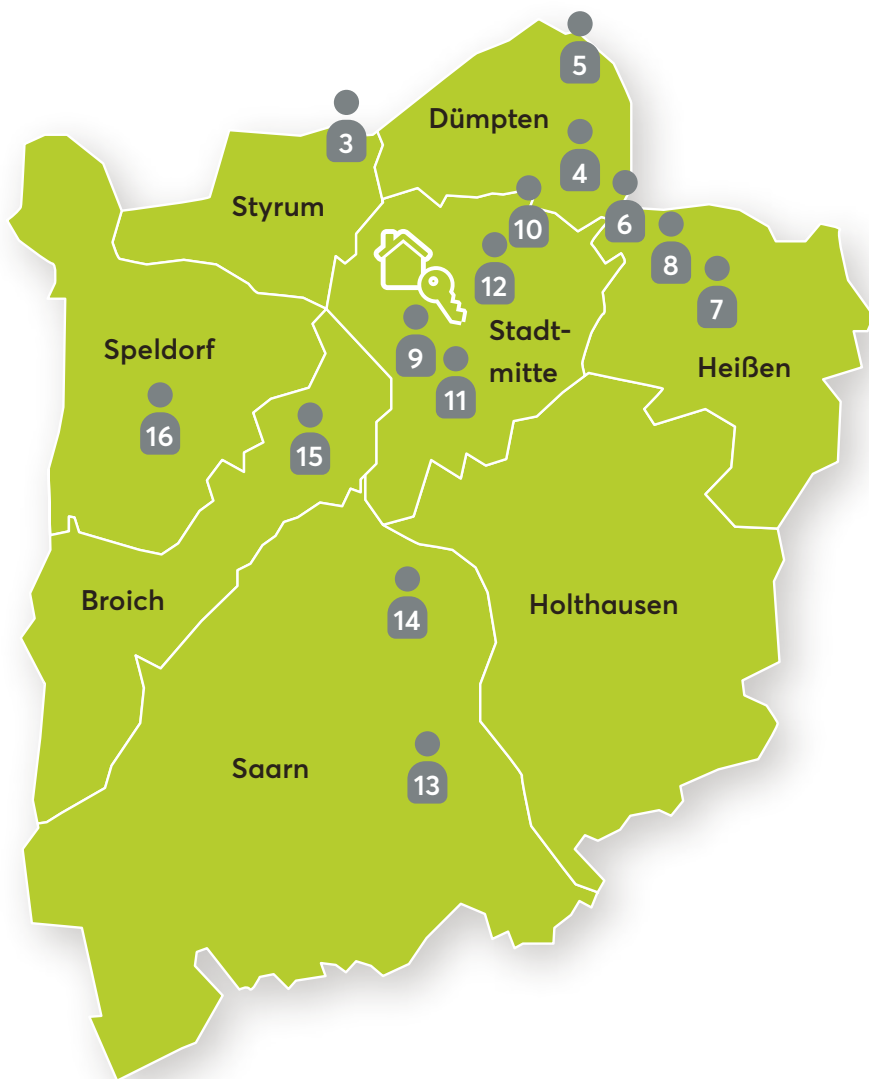 5
Dümpten
3
4
Styrum
6
10
8
12
7
Stadt-
mitte
Speldorf
9
Heißen
11
16
15
Broich
Holthausen
14
Saarn
13